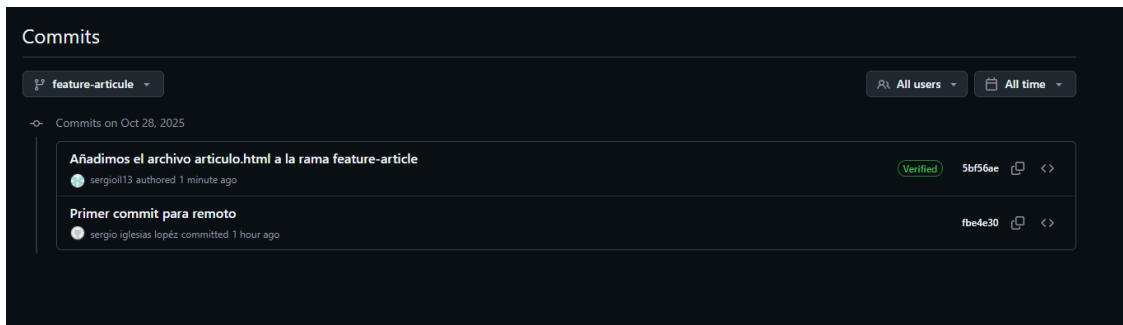 Commits
feature-articule
All users
All time
Commits on Oct 28, 2025
Añadimos el archivo articulo.html a la rama feature-article
sergioil13 authored 1 minute ago
Verified
5bf56ae
Primer commit para remoto
sergio iglesias lopéz committed 1 hour ago
fbe4e30